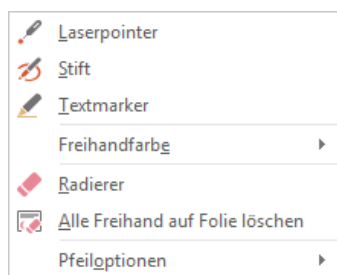 Laserpointer
Stift
Textmarker
Freihandfarbe
Radierer
Alle Freihand auf Folie löschen
Pfeiloptionen